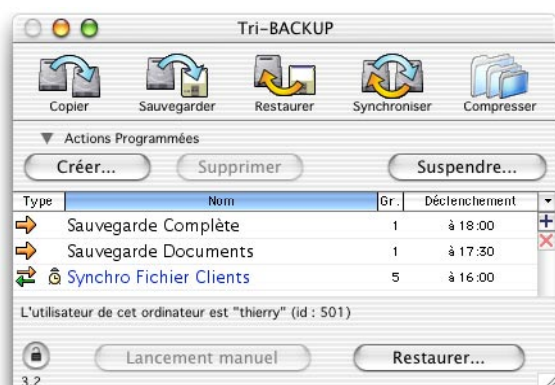 Tri-BACKUP
Copier Sauvegarder Restaurer Synchroniser Compresser
Actions Programmées
Créer... Supprimer Suspendre...
Type Nom Gr. Déclenchement
Sauvegarde Complète 1 à 18:00
Sauvegarde Documents 1 à 17:30
Synchro Fichier Clients 5 à 16:00
L'utilisateur de cet ordinateur est "thierry" (id : 501)
Lancement manuel Restaurer...
3.2